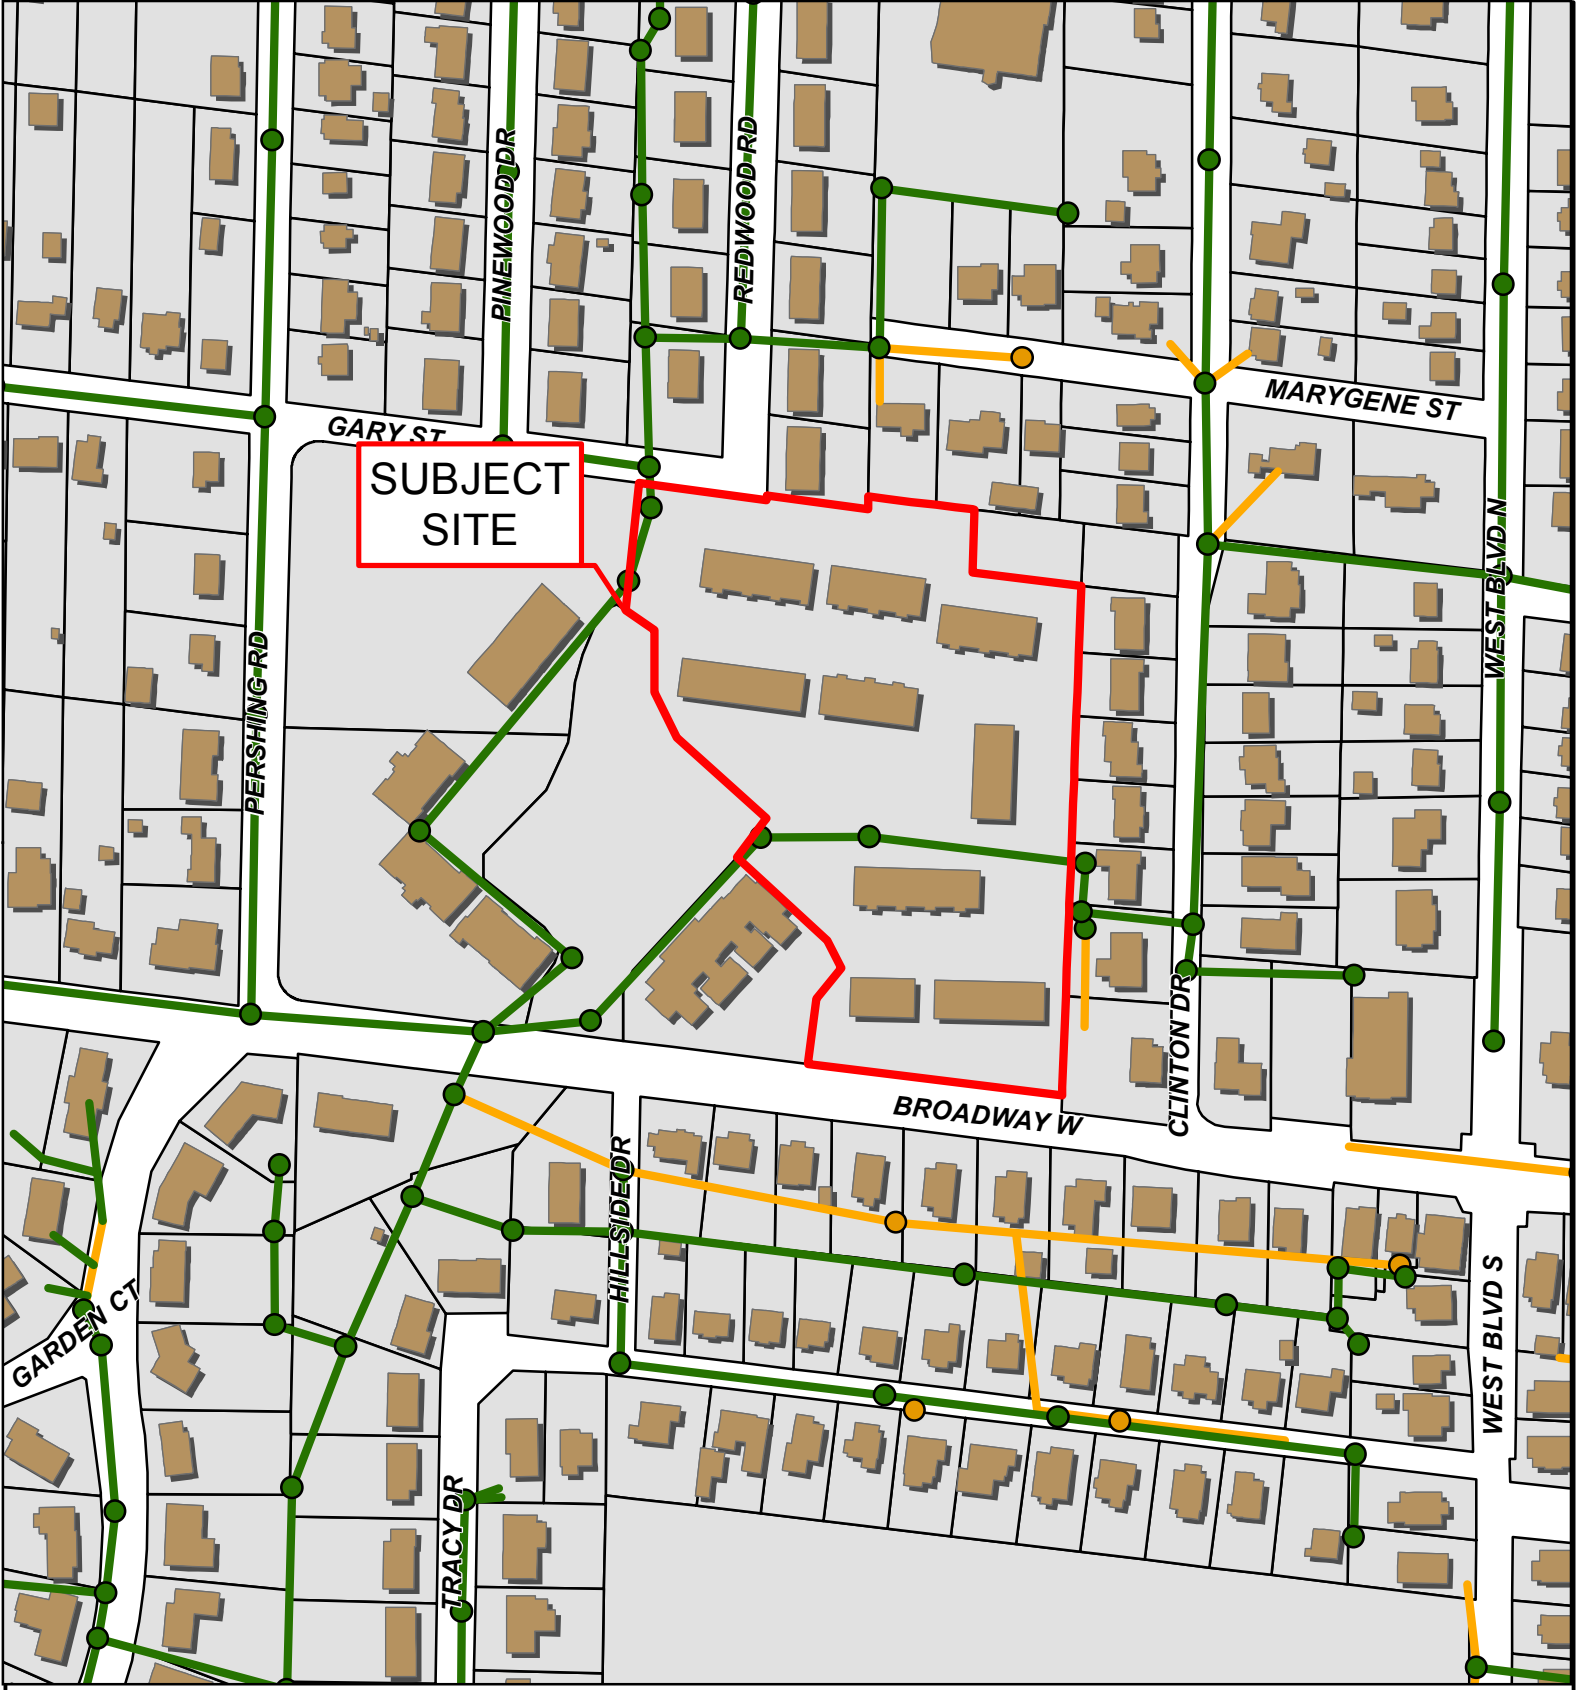 PINEWOOD DR
REDWOOD RD
MARYGENE ST
GARY ST
SUBJECT
SITE
WEST BLVD N
PERSHING RD
CLINTON DR
BROADWAY W
HILLSIDE DR
GARDEN CT
WEST BLVD S
TRACY DR